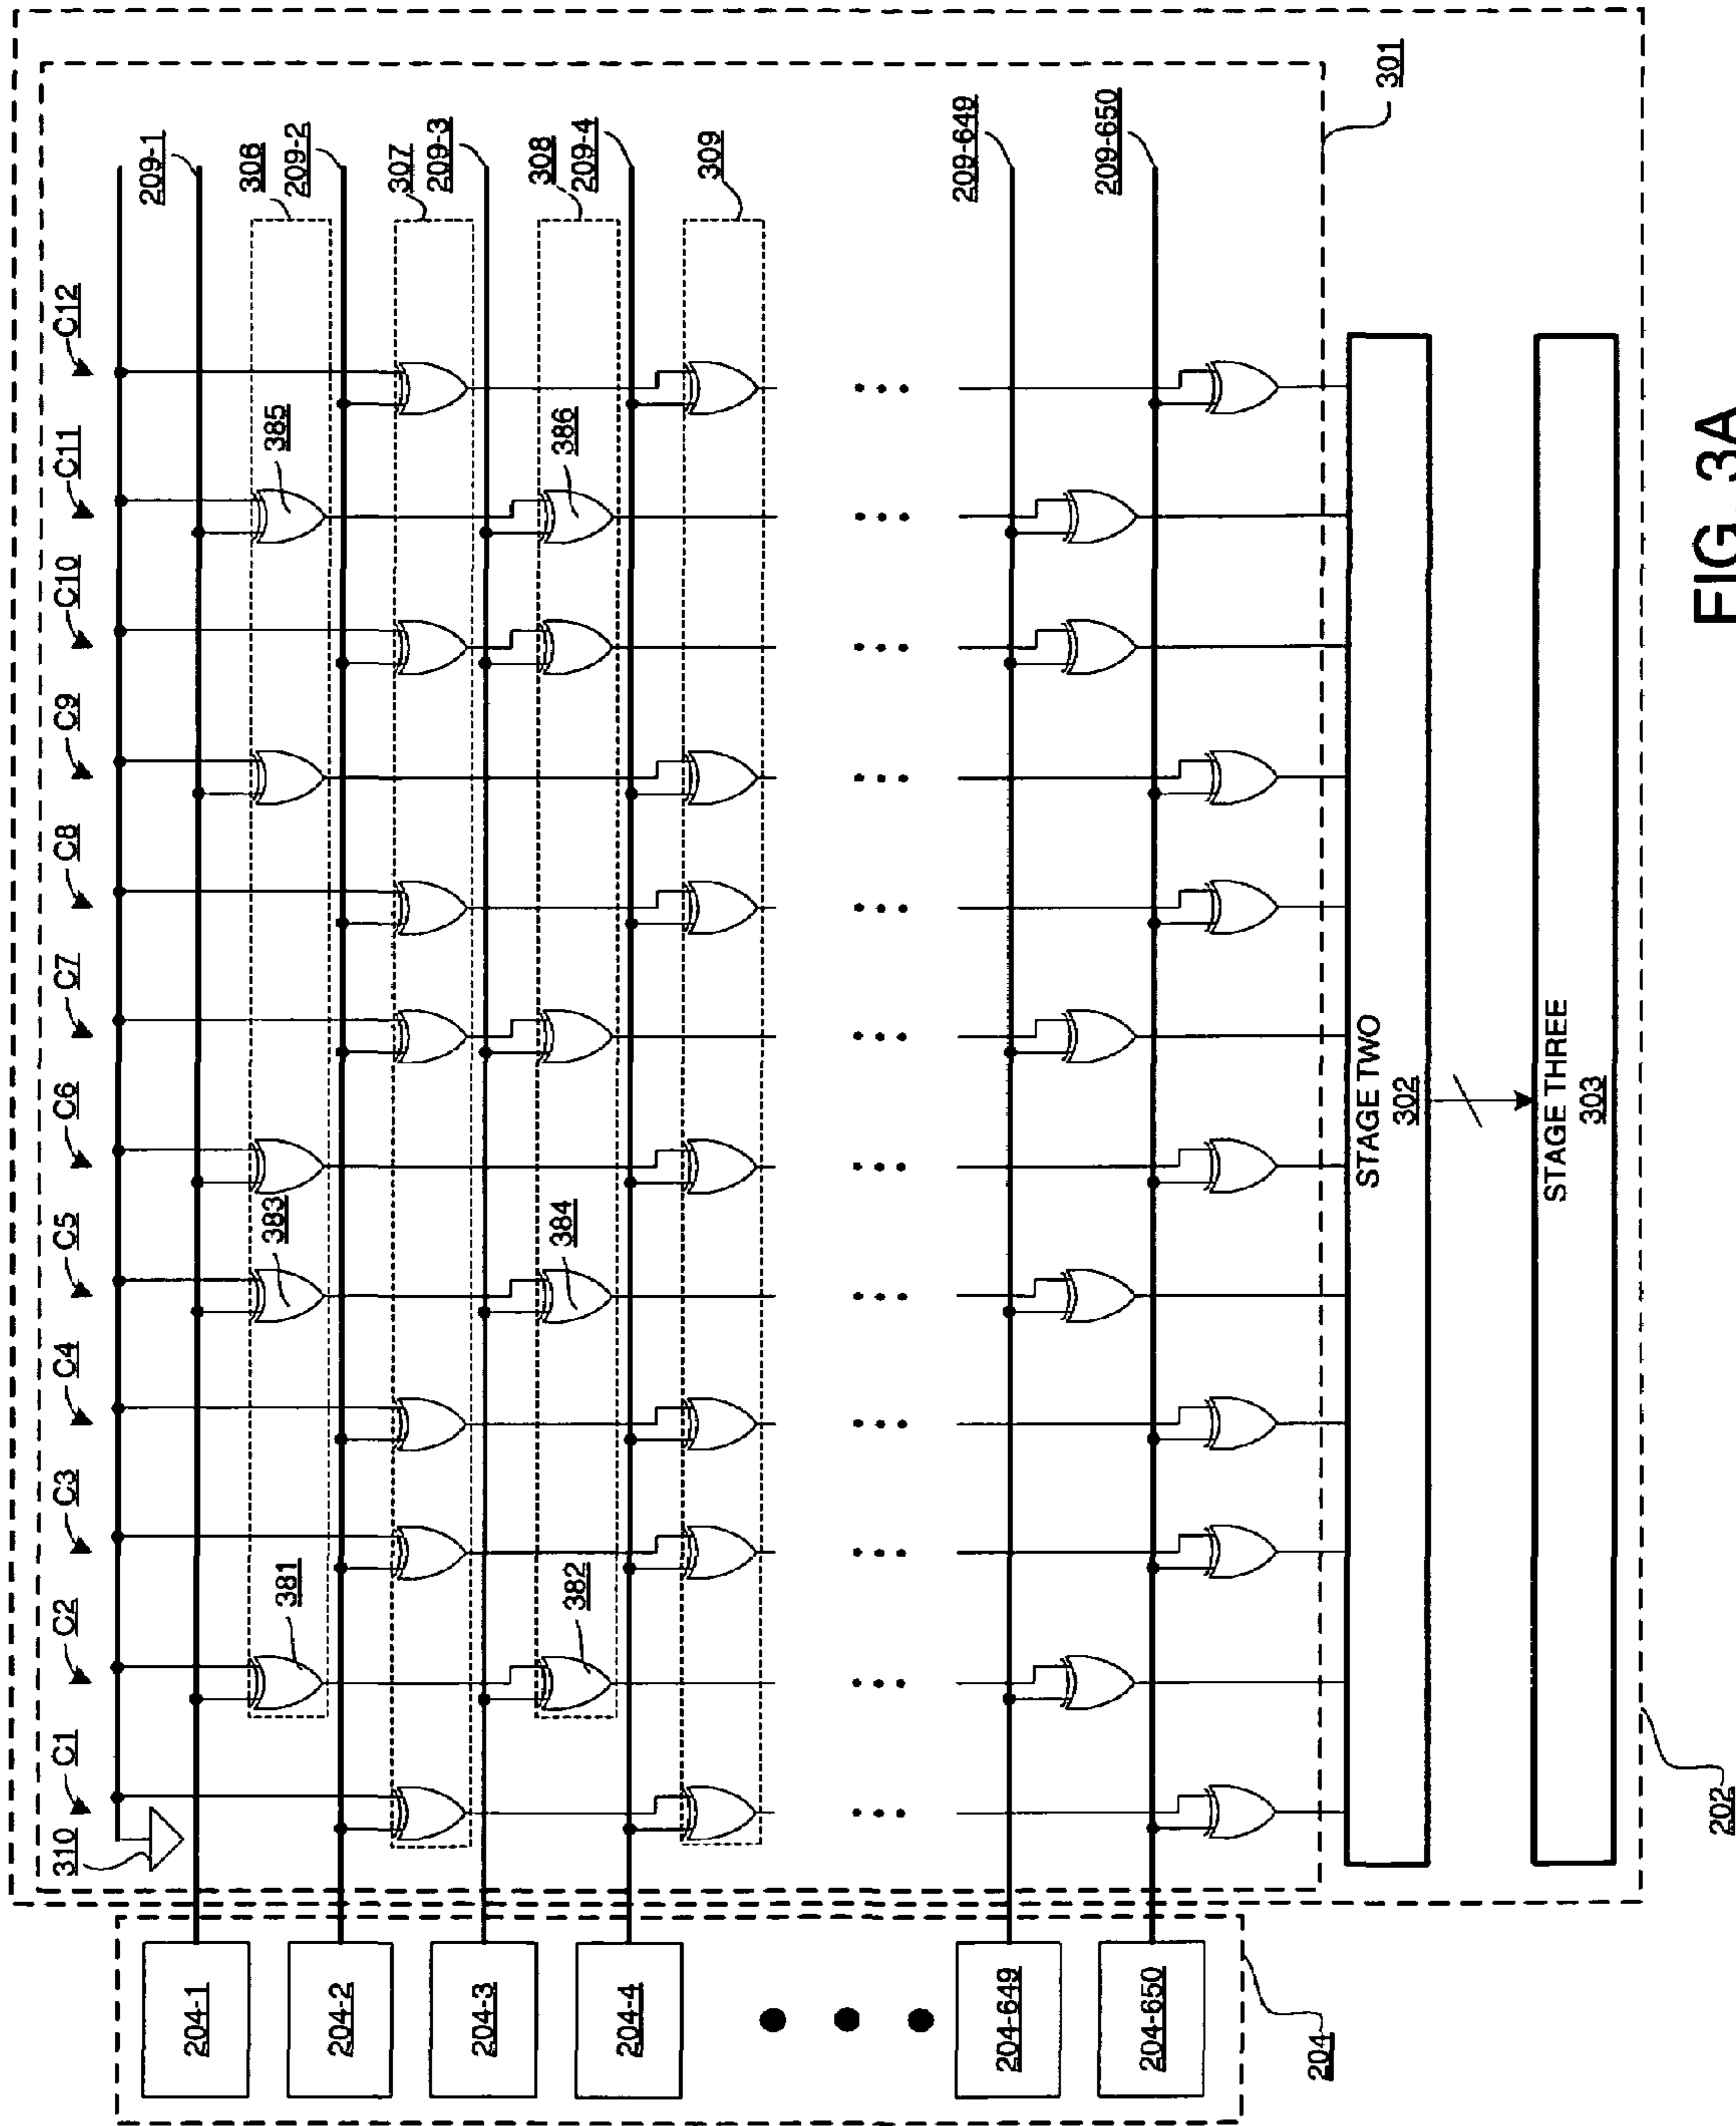 310
C1
C2
C3
C4
C5
C6
C7
C8
C9
C10
C11
C12
209-1
306
209-2
307
209-3
308
209-4
309
209-649
209-650
301
381
382
383
384
385
386
204-1
204-2
204-3
204-4
204-649
204-650
204
STAGE TWO
302
STAGE THREE
303
202
FIG. 3A